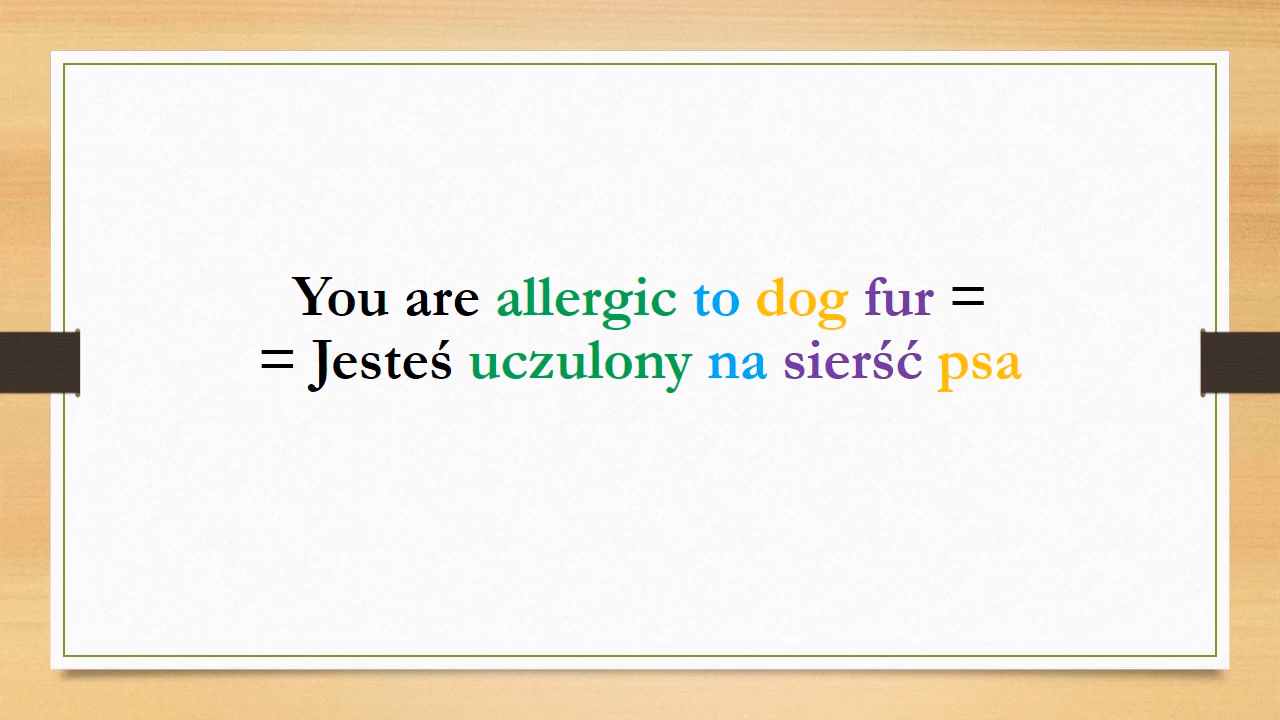 You are allergic to dog fur =
= Jesteś uczulony na sierść psa